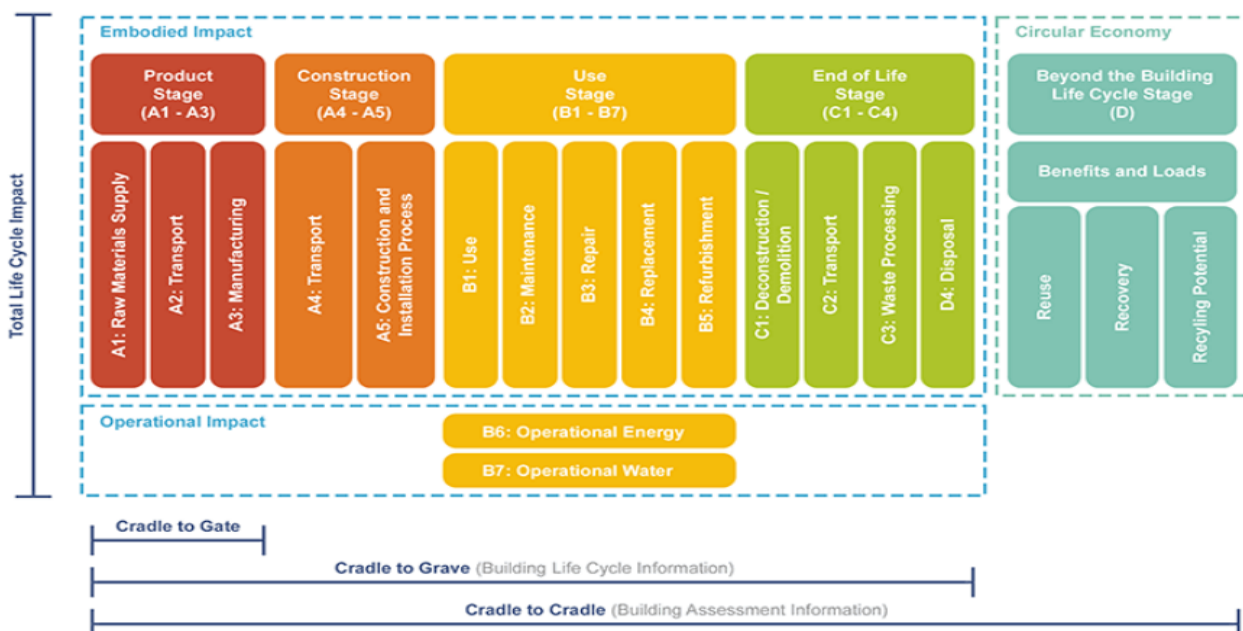 Embodied Impact
Circular Economy
Product
Stage
(A1 - A3)
Construction
Stage
(A4 - A5)
Use
Stage
(B1 - B7)
End of Life
Stage
(C1 - C4)
Beyond the Building
Life Cycle Stage
(D)
Benefits and Loads
Total Life Cycle Impact
A1: Raw Materials Supply
A2: Transport
A3: Manufacturing
A4: Transport
A5: Construction and
Installation Process
B1: Use
B2: Maintenance
B3: Repair
B4: Replacement
B5: Refurbishment
C1: Deconstruction /
Demolition
C2: Transport
C3: Waste Processing
D4: Disposal
Reuse
Recovery
Recyling Potential
Operational Impact
B6: Operational Energy
B7: Operational Water
Cradle to Gate
Cradle to Grave (Building Life Cycle Information)
Cradle to Cradle (Building Assessment Information)